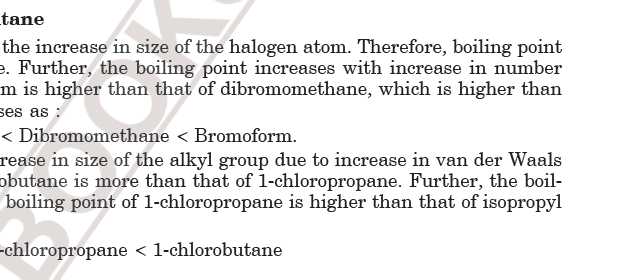 tane
the increase in size of the halogen atom. Therefore, boiling point
e. Further, the boiling point increases with increase in number
m is higher than that of dibromomethane, which is higher than
ses as :
< Dibromomethane < Bromoform.
rease in size of the alkyl group due to increase in van der Waals
obutane is more than that of 1-chloropropane. Further, the boil-
boiling point of 1-chloropropane is higher than that of isopropyl
-chloropropane < 1-chlorobutane
BOOK